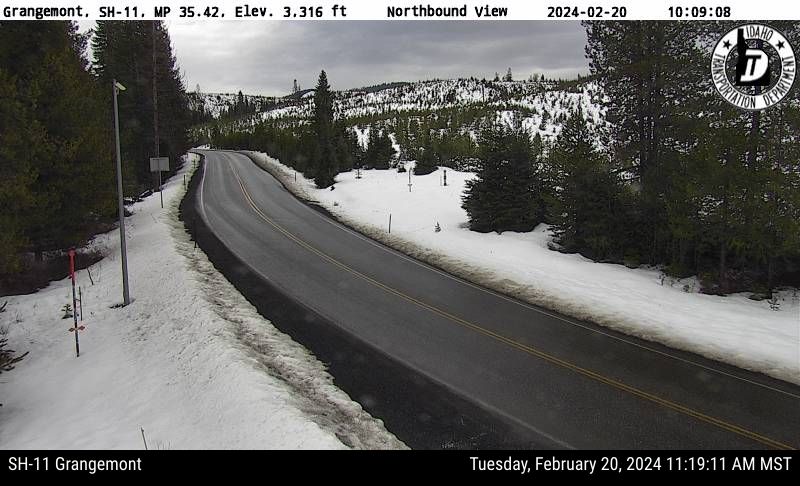 Grangemont, SH-11, MP 35.42, Elev. 3,316 ft Northbound View 2024-02-20 10:09:08
IDAHO
TRANSPORTATION DEPARTMENT
SH-11 Grangemont Tuesday, February 20, 2024 11:19:11 AM MST